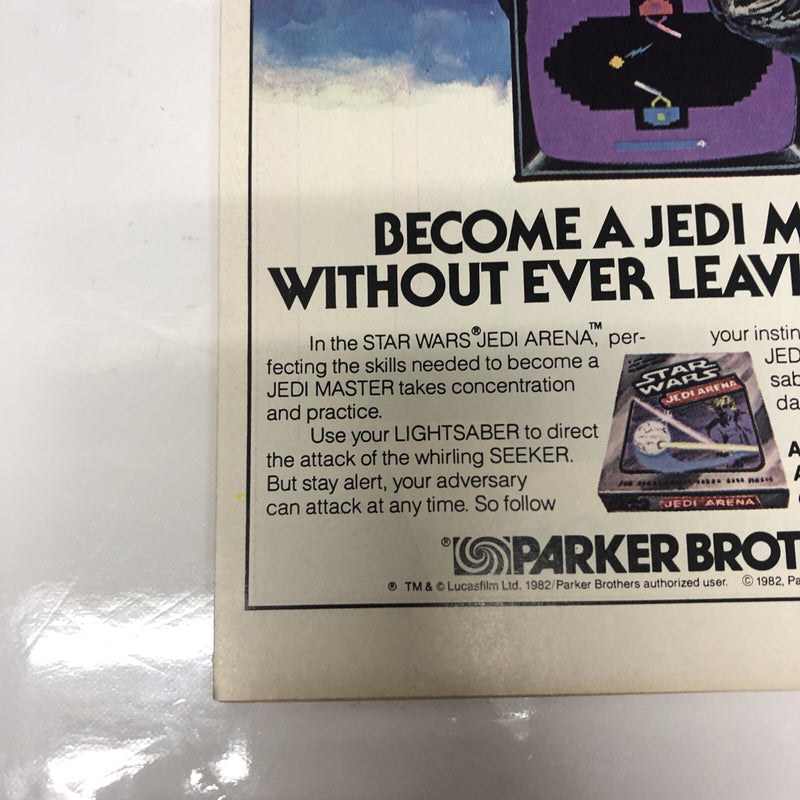 BECOME A JEDI M
WITHOUT EVER LEAVI
In the STAR WARS® JEDI ARENA,™ per-
fecting the skills needed to become a
JEDI MASTER takes concentration
and practice.
Use your LIGHTSABER to direct
the attack of the whirling SEEKER.
But stay alert, your adversary
can attack at any time. So follow
your instin
JED
sab
da
A
A
STAR
WARS
JEDI ARENA
JEDI ARENA
® PARKER BROT
® TM & © Lucasfilm Ltd. 1982/Parker Brothers authorized user. © 1982, Pa